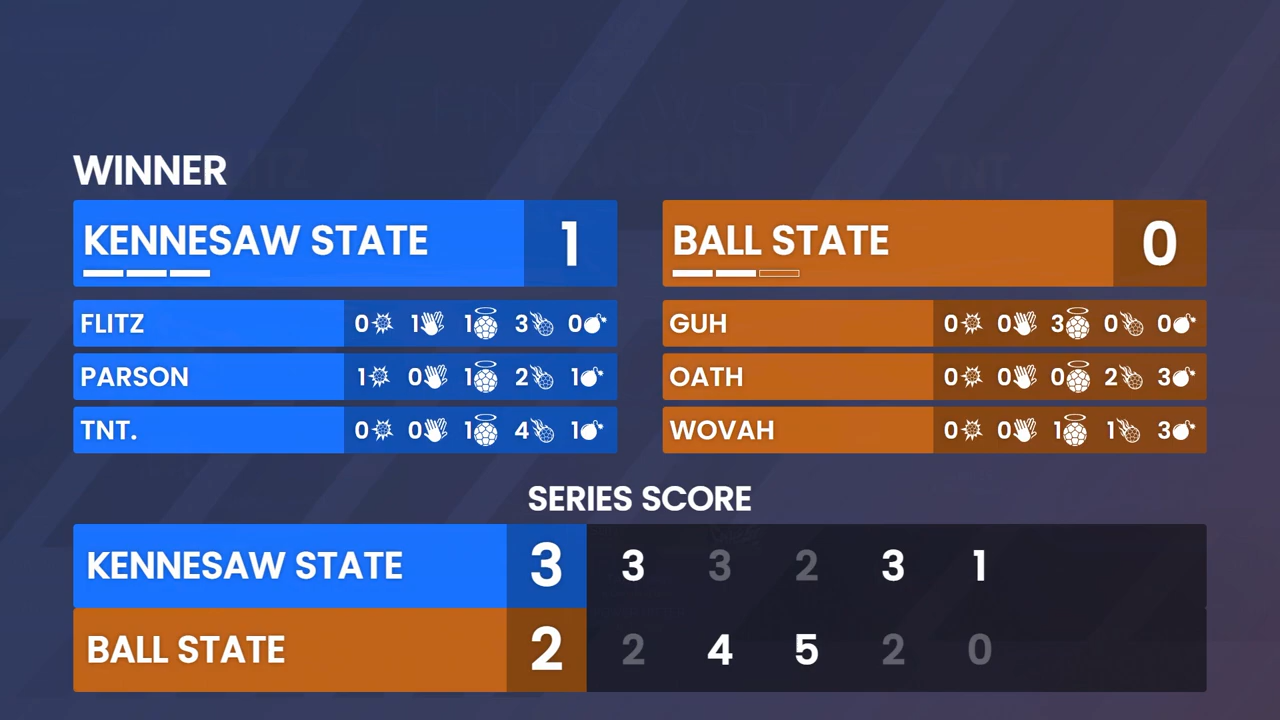 WINNER
KENNESAW STATE 1
FLITZ 0 1 1 3 0
PARSON 1 0 1 2 1
TNT. 0 0 1 4 1
BALL STATE 0
GUH 0 0 3 0 0
OATH 0 0 0 2 3
WOVAH 0 0 1 1 3
SERIES SCORE
KENNESAW STATE 3 3 3 2 3 1
BALL STATE 2 2 4 5 2 0